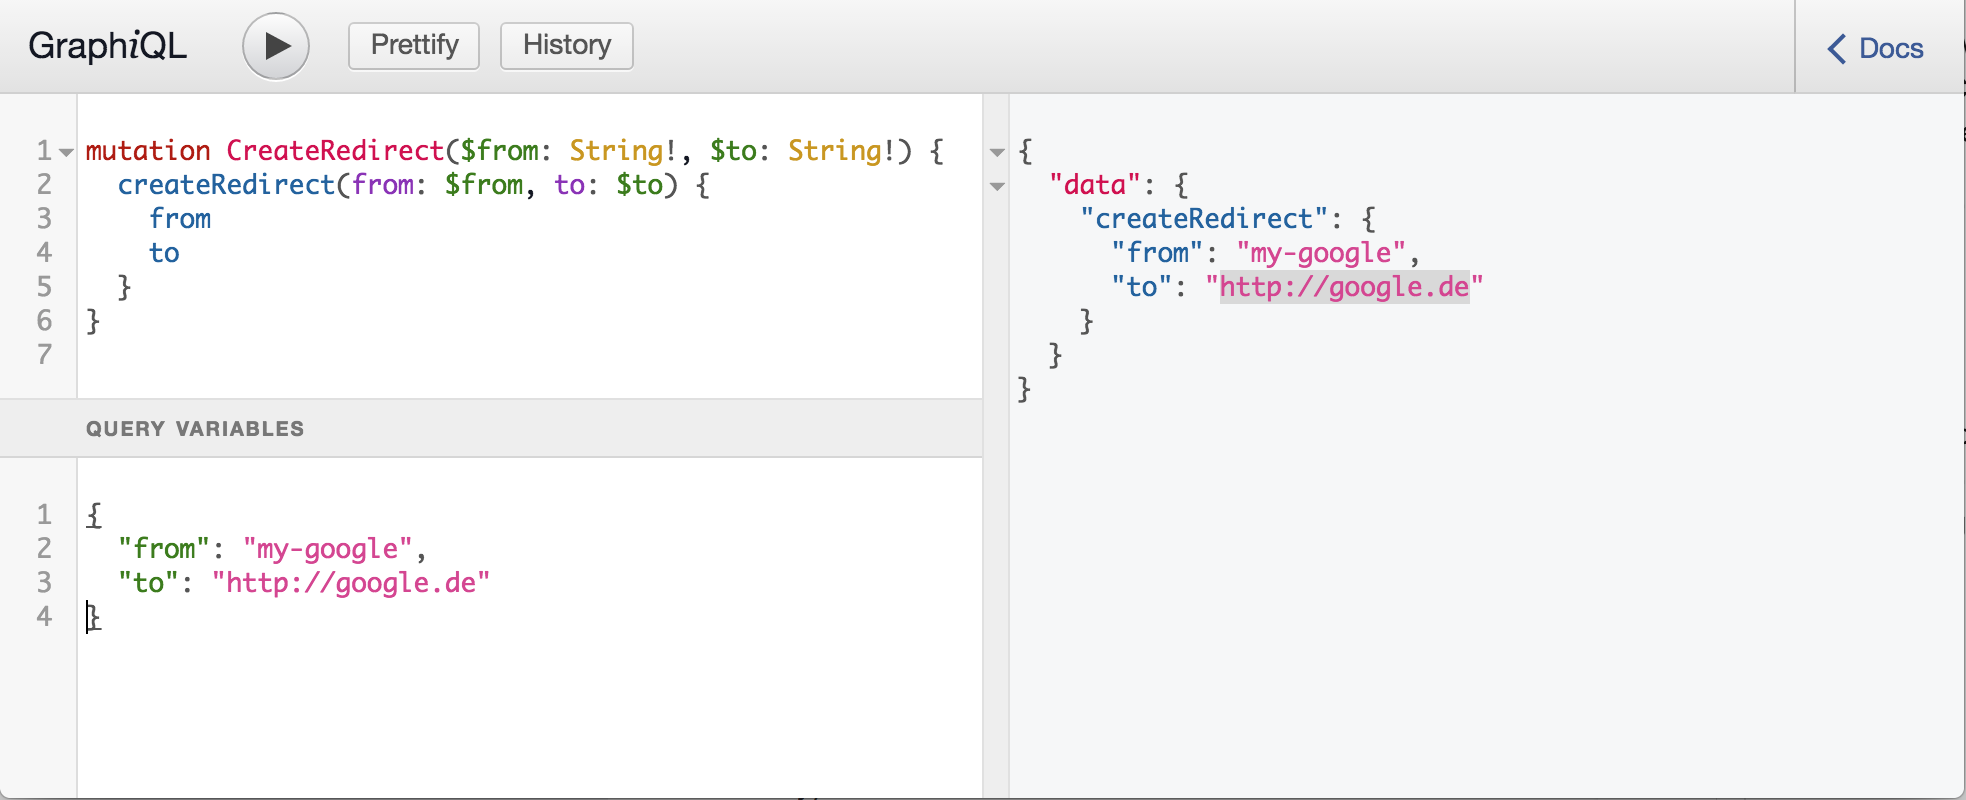 GraphiQL Prettify History Docs
1 mutation CreateRedirect($from: String!, $to: String!) {
2   createRedirect(from: $from, to: $to) {
3     from
4     to
5   }
6 }
7
QUERY VARIABLES
1 {
2   "from": "my-google",
3   "to": "http://google.de"
4 }
{
  "data": {
    "createRedirect": {
      "from": "my-google",
      "to": "http://google.de"
    }
  }
}